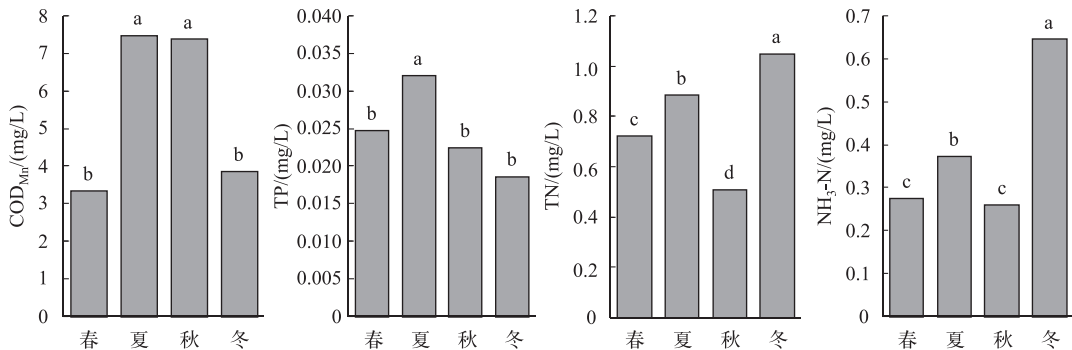 8
7
6
5
4
3
2
1
0
COD_Mn/(mg/L)
b
a
a
b
春 夏 秋 冬
0.040
0.035
0.030
0.025
0.020
0.015
0.010
0.005
0
TP/(mg/L)
b
a
b
b
春 夏 秋 冬
1.2
1.0
0.8
0.6
0.4
0.2
0
TN/(mg/L)
c
b
d
a
春 夏 秋 冬
0.7
0.6
0.5
0.4
0.3
0.2
0.1
0
NH₃-N/(mg/L)
c
b
c
a
春 夏 秋 冬